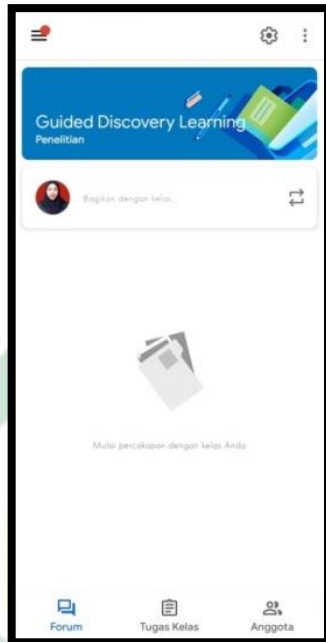 Guided Discovery Learning
Penelitian
Bagikan dengan kelas...
Mulai percakapan dengan kelas Anda
Forum
Tugas Kelas
Anggota